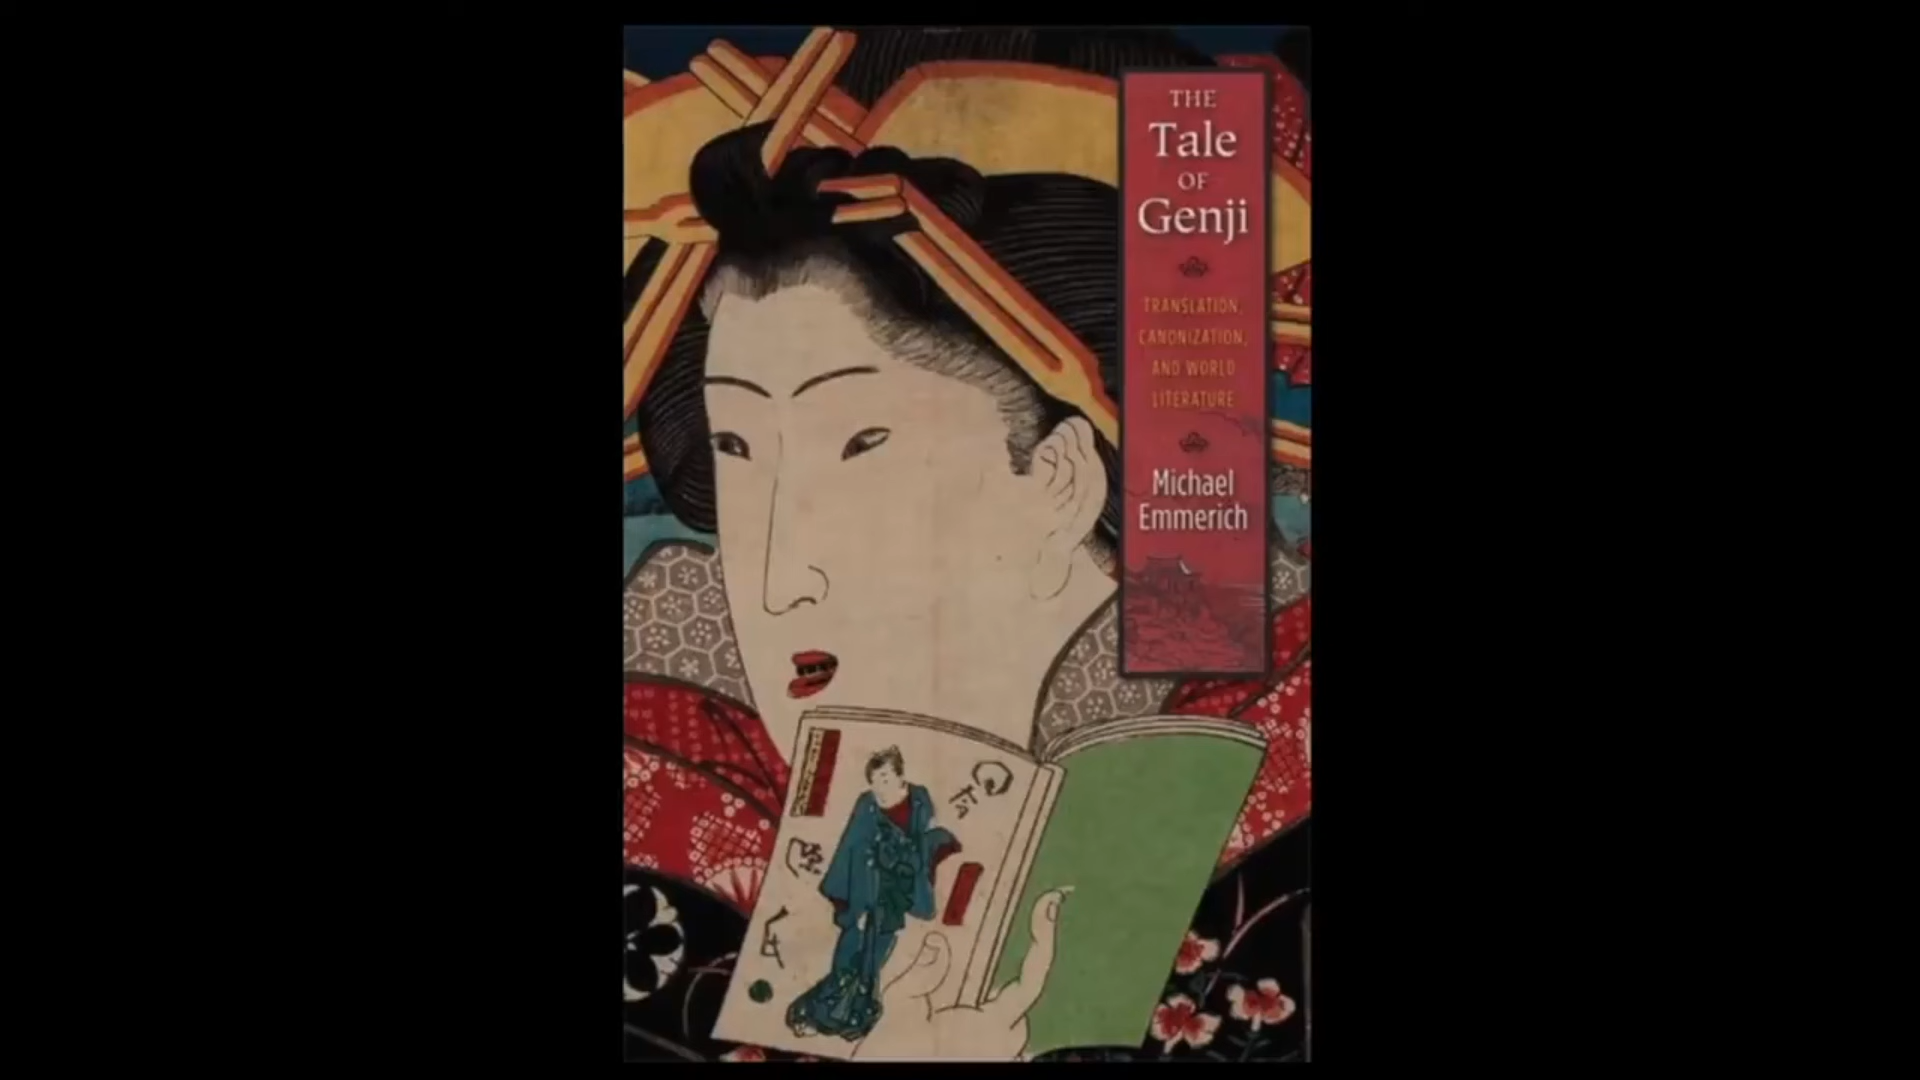 THE
Tale
OF
Genji
TRANSLATION,
CANONIZATION,
AND WORLD
LITERATURE
Michael
Emmerich